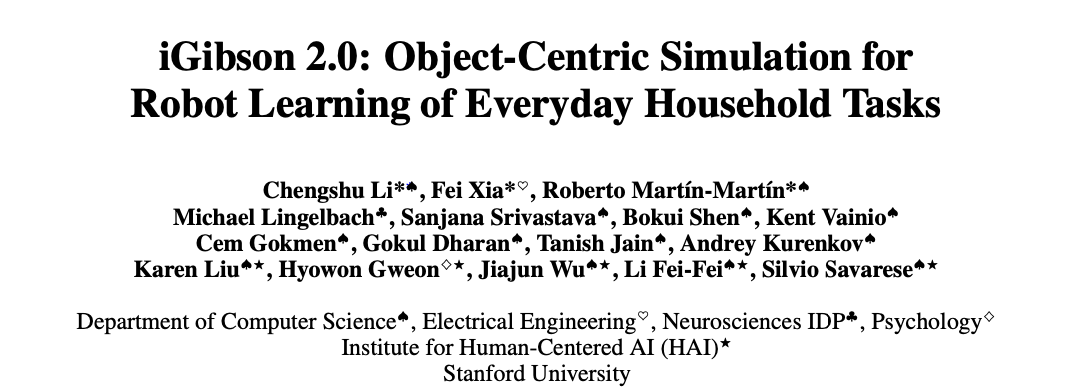 iGibson 2.0: Object-Centric Simulation for
Robot Learning of Everyday Household Tasks
Chengshu Li*♠, Fei Xia*♡, Roberto Martín-Martín*♠
Michael Lingelbach♣, Sanjana Srivastava♠, Bokui Shen♠, Kent Vainio♠
Cem Gokmen♠, Gokul Dharan♠, Tanish Jain♠, Andrey Kurenkov♠
Karen Liu♠★, Hyowon Gweon♢★, Jiajun Wu♠★, Li Fei-Fei♠★, Silvio Savarese♠★
Department of Computer Science♠, Electrical Engineering♡, Neurosciences IDP♣, Psychology♢
Institute for Human-Centered AI (HAI)★
Stanford University